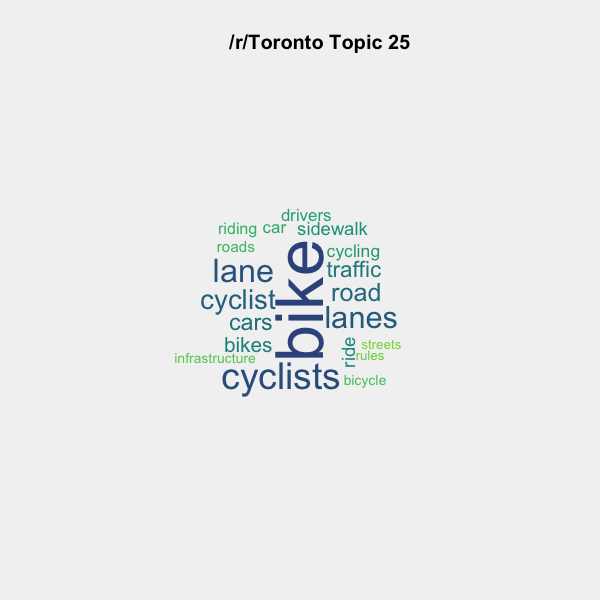 /r/Toronto Topic 25
drivers
riding
car
sidewalk
roads
cycling
lane
traffic
bike
cyclist
road
cars
lanes
bikes
ride
streets
infrastructure
rules
cyclists
bicycle